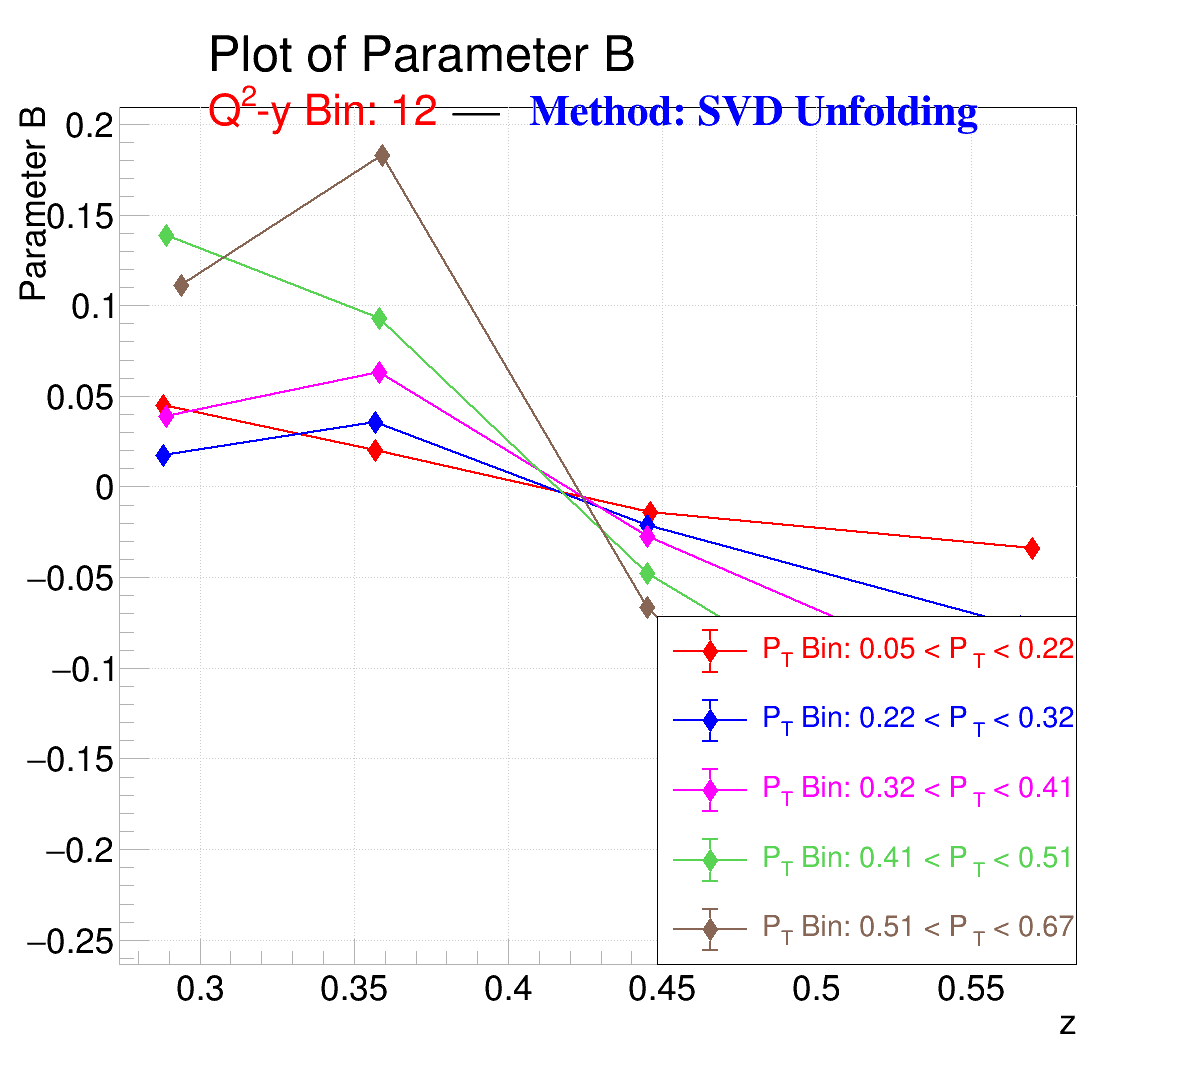 Plot of Parameter B
Q2-y Bin: 12 — Method: SVD Unfolding
Parameter B
0.2
0.15
0.1
0.05
0
−0.05
−0.1
−0.15
−0.2
−0.25
PT Bin: 0.05 < PT < 0.22
PT Bin: 0.22 < PT < 0.32
PT Bin: 0.32 < PT < 0.41
PT Bin: 0.41 < PT < 0.51
PT Bin: 0.51 < PT < 0.67
0.3 0.35 0.4 0.45 0.5 0.55
z